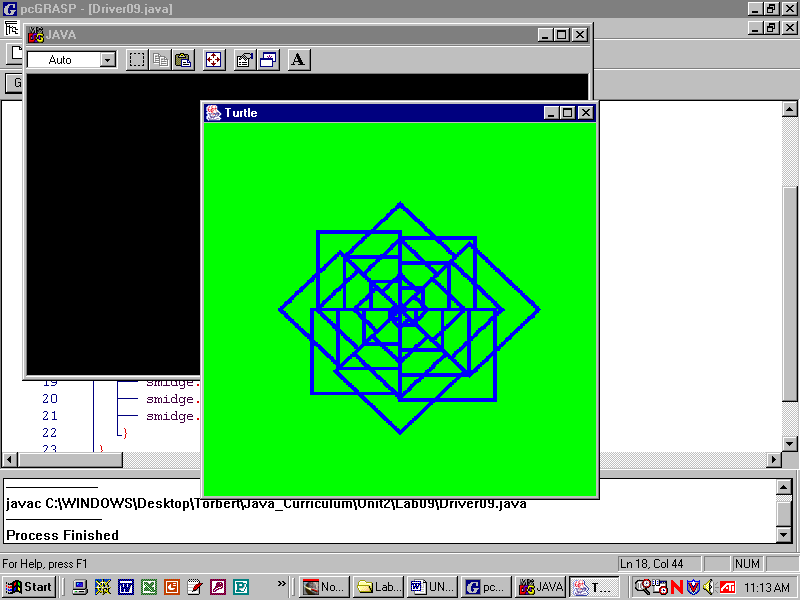 pcGRASP - [Driver09.java]
JAVA
Auto
A
G
Turtle
19 smidge.
20 smidge.
21 smidge.
22 }
23 }
javac C:\WINDOWS\Desktop\Torbert\Java_Curriculum\Unit2\Lab09\Driver09.java
Process Finished
For Help, press F1
Ln 18, Col 44
NUM
Start
»
No...
Lab...
UN...
pc...
JAVA
T...
11:13 AM